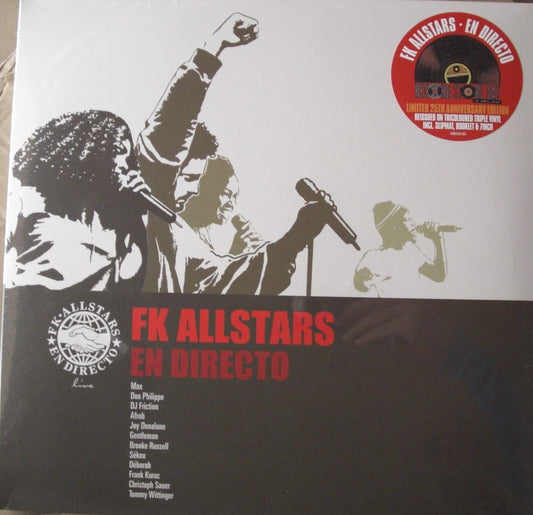 FK ALLSTARS · EN DIRECTO
LIMITED 25TH ANNIVERSARY EDITION
REISSUED ON TRICOLOURED TRIPLE VINYL
INCL. SLIPMAT, BOOKLET & 7INCH
FK·ALLSTARS
EN DIRECTO
live
FK ALLSTARS
EN DIRECTO
Max
Don Philippe
DJ Friction
Afrob
Joy Denalane
Gentleman
Brooke Russell
Sékou
Déborah
Frank Kuruc
Christoph Sauer
Tommy Wittinger